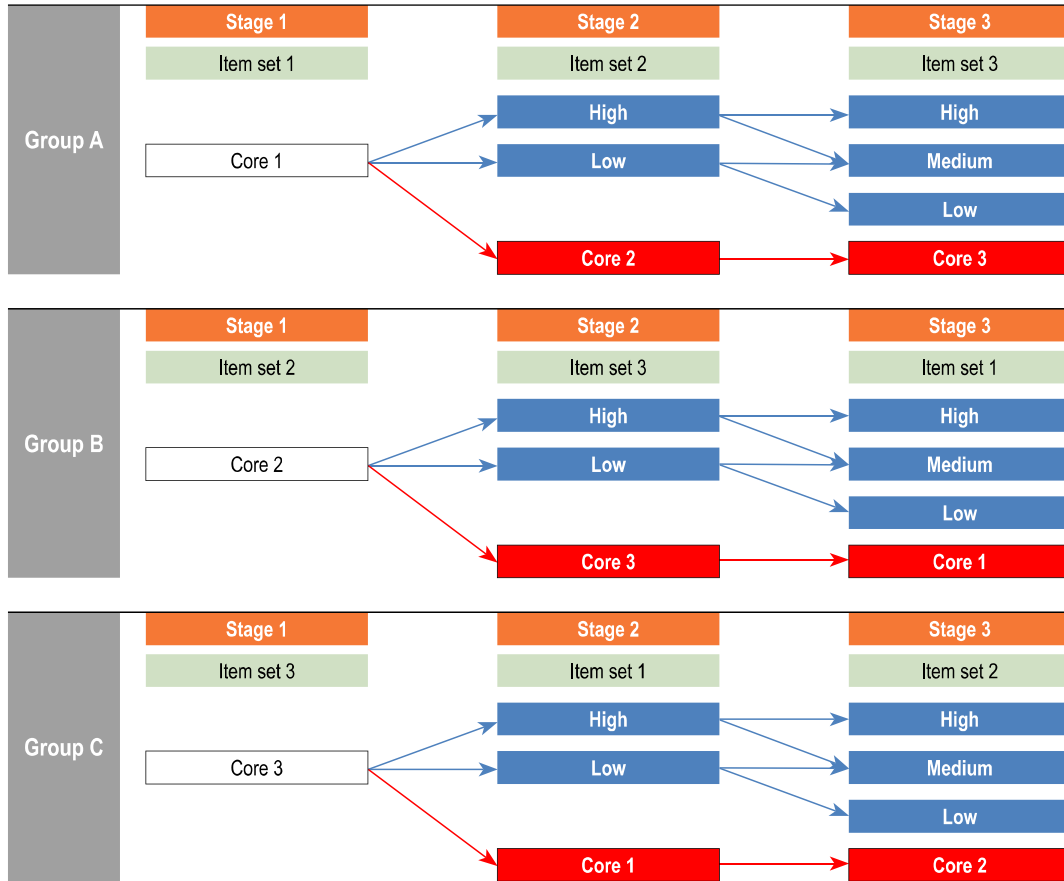 Stage 1
Stage 2
Stage 3
Item set 1
Item set 2
Item set 3
Group A
Core 1
High
High
Low
Medium
Low
Core 2
Core 3
Stage 1
Stage 2
Stage 3
Item set 2
Item set 3
Item set 1
Group B
Core 2
High
High
Low
Medium
Low
Core 3
Core 1
Stage 1
Stage 2
Stage 3
Item set 3
Item set 1
Item set 2
Group C
Core 3
High
High
Low
Medium
Low
Core 1
Core 2